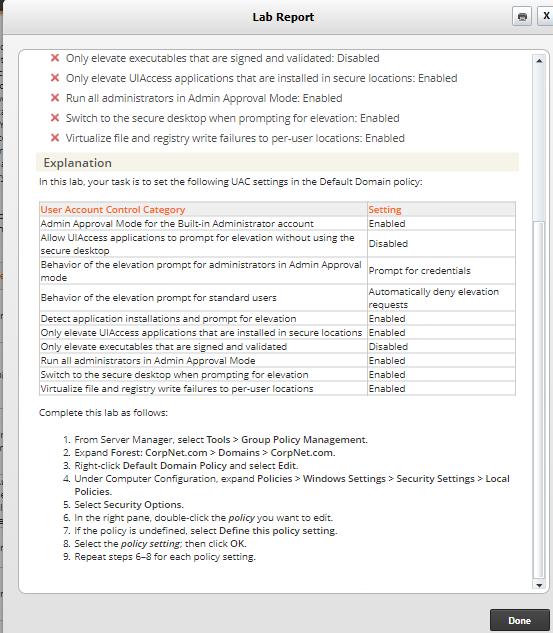 Lab Report
X
Only elevate executables that are signed and validated: Disabled
Only elevate UIAccess applications that are installed in secure locations: Enabled
Run all administrators in Admin Approval Mode: Enabled
Switch to the secure desktop when prompting for elevation: Enabled
Virtualize file and registry write failures to per-user locations: Enabled
Explanation
In this lab, your task is to set the following UAC settings in the Default Domain policy:
User Account Control Category Setting
Admin Approval Mode for the Built-in Administrator account Enabled
Allow UIAccess applications to prompt for elevation without using the
secure desktop Disabled
Behavior of the elevation prompt for administrators in Admin Approval
mode Prompt for credentials
Behavior of the elevation prompt for standard users Automatically deny elevation
requests
Detect application installations and prompt for elevation Enabled
Only elevate UIAccess applications that are installed in secure locations Enabled
Only elevate executables that are signed and validated Disabled
Run all administrators in Admin Approval Mode Enabled
Switch to the secure desktop when prompting for elevation Enabled
Virtualize file and registry write failures to per-user locations Enabled
Complete this lab as follows:
1. From Server Manager, select Tools > Group Policy Management.
2. Expand Forest: CorpNet.com > Domains > CorpNet.com.
3. Right-click Default Domain Policy and select Edit.
4. Under Computer Configuration, expand Policies > Windows Settings > Security Settings > Local
Policies.
5. Select Security Options.
6. In the right pane, double-click the policy you want to edit.
7. If the policy is undefined, select Define this policy setting.
8. Select the policy setting; then click OK.
9. Repeat steps 6–8 for each policy setting.
Done